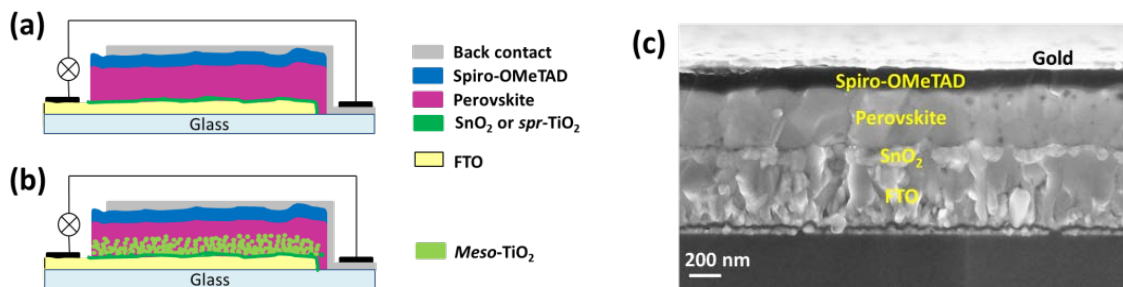 (a)
Glass
Back contact
Spiro-OMeTAD
Perovskite
SnO₂ or spr-TiO₂
FTO
(b)
Glass
Meso-TiO₂
(c)
Gold
Spiro-OMeTAD
Perovskite
SnO₂
FTO
200 nm